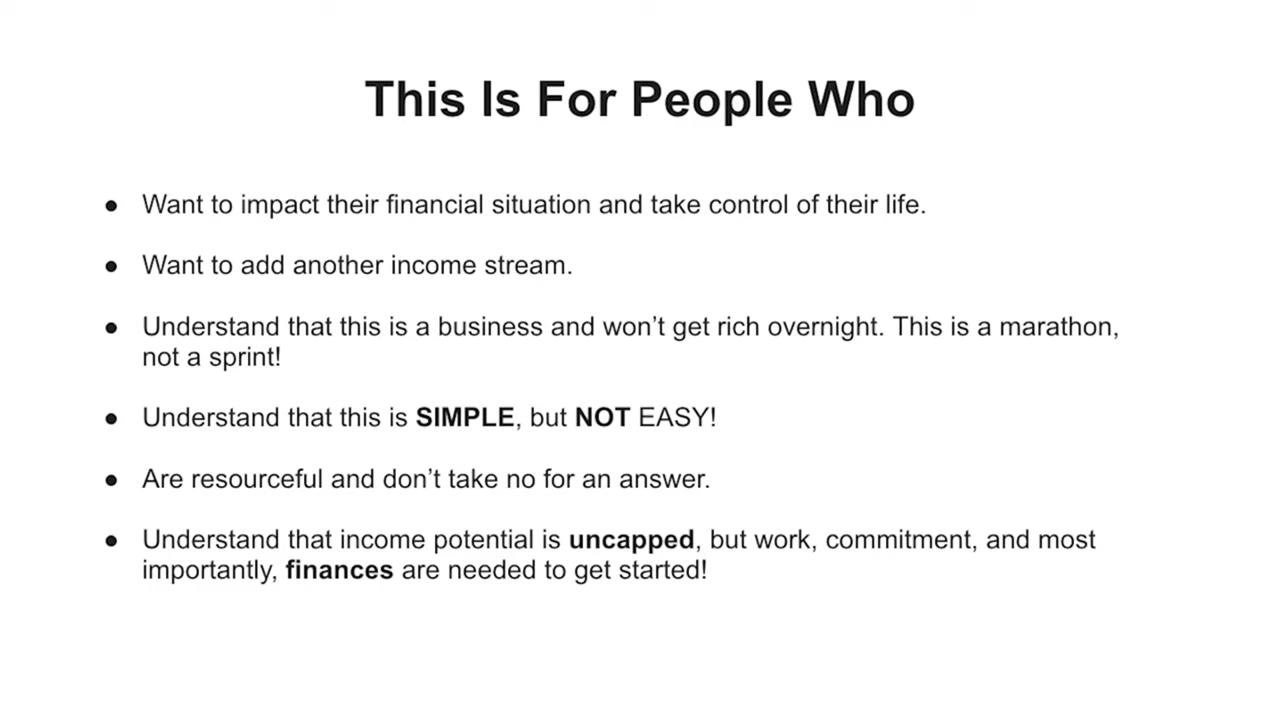 This Is For People Who
● Want to impact their financial situation and take control of their life.
● Want to add another income stream.
● Understand that this is a business and won’t get rich overnight. This is a marathon,
not a sprint!
● Understand that this is SIMPLE, but NOT EASY!
● Are resourceful and don’t take no for an answer.
● Understand that income potential is uncapped, but work, commitment, and most
importantly, finances are needed to get started!